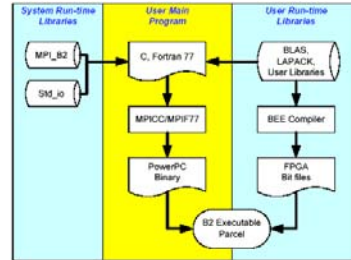 System Run-time
Libraries
User Main
Program
User Run-time
Libraries
MPI_B2
Std_io
C, Fortran 77
BLAS,
LAPACK,
User Libraries
MPICC/MPIF77
BEE Compiler
PowerPC
Binary
FPGA
Bit files
B2 Executable
Parcel